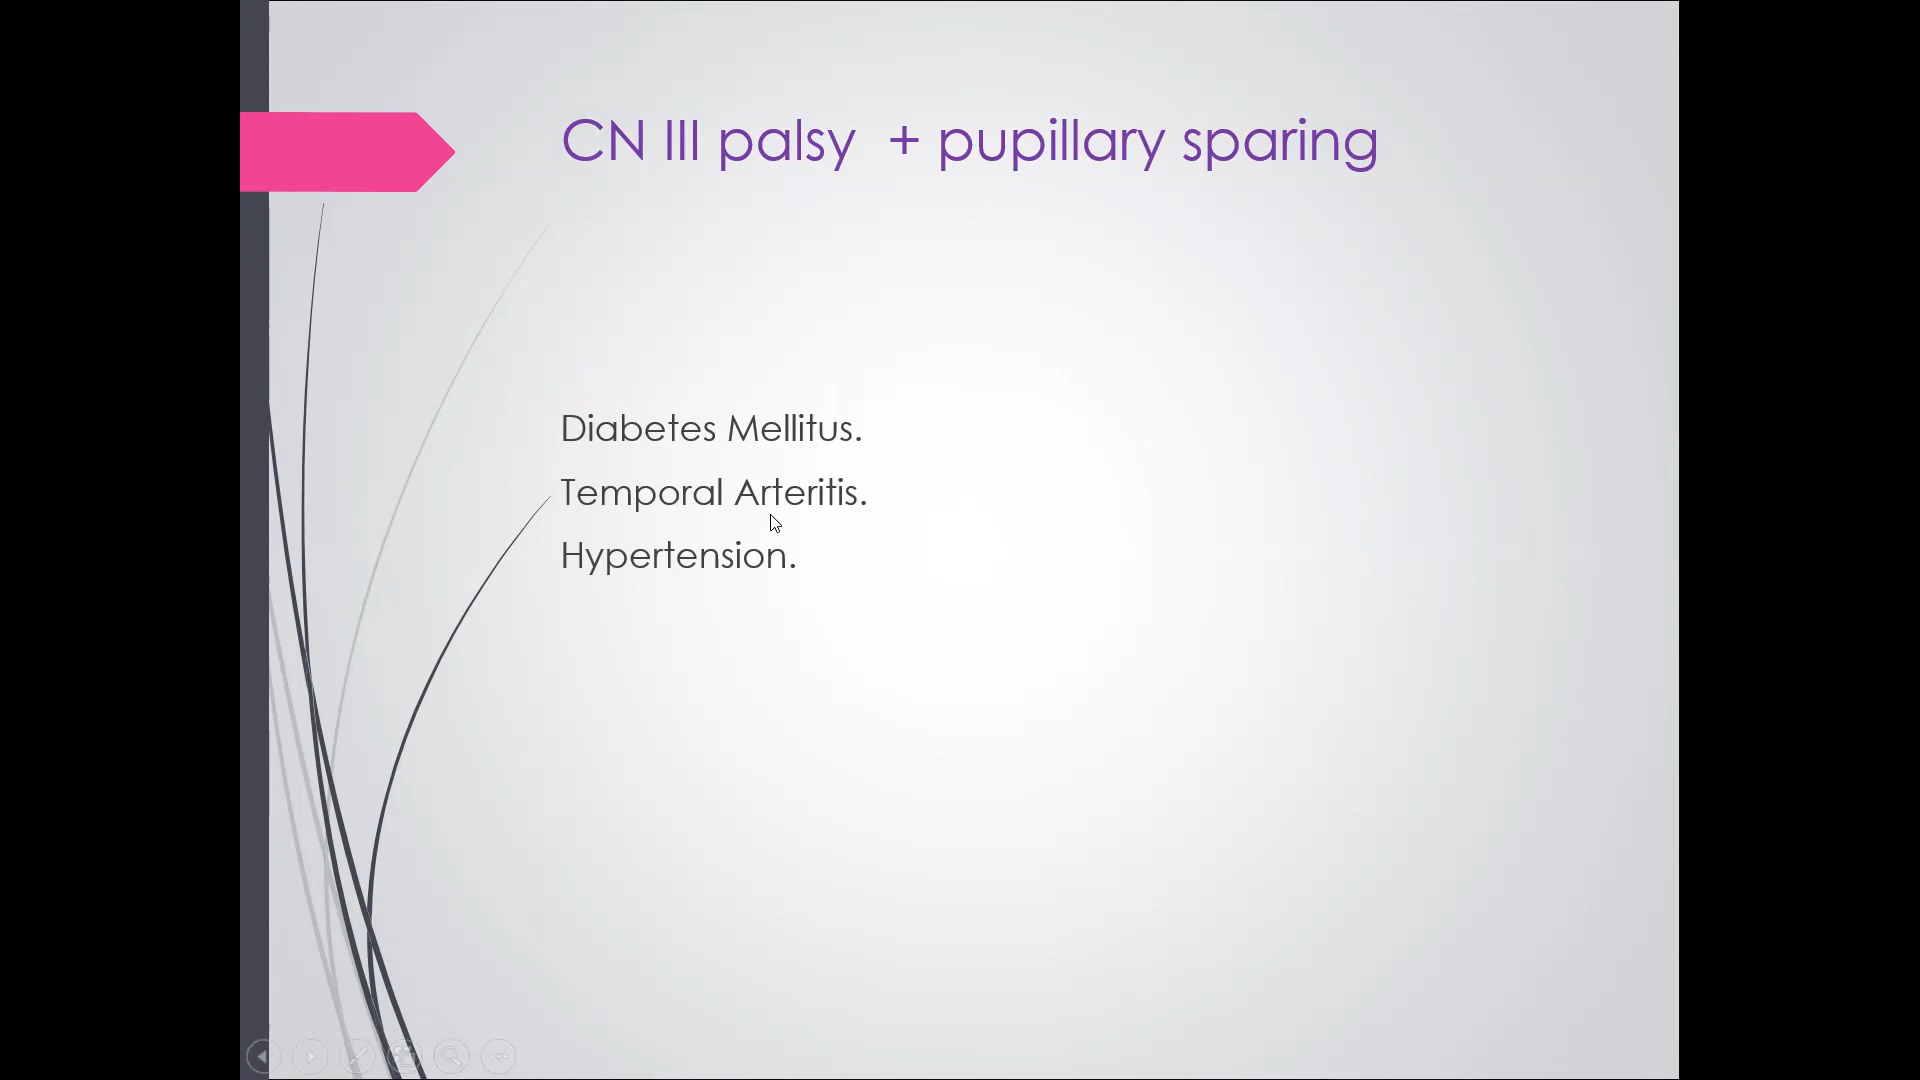 CN III palsy + pupillary sparing
Diabetes Mellitus.
Temporal Arteritis.
Hypertension.